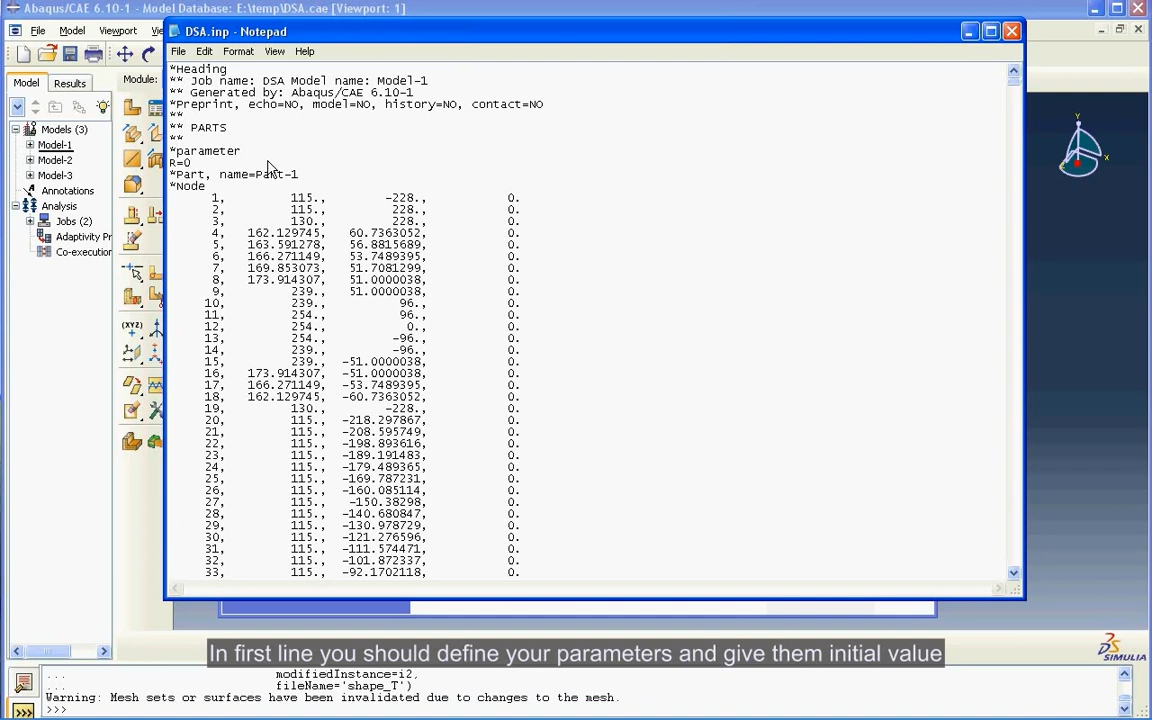 Abaqus/CAE 6.10-1 - Model Database: E:\temp\DSA.cae [Viewport: 1]
File Model Viewport
DSA.inp - Notepad
File Edit Format View Help
Module:
Model Results
Models (3)
Model-1
Model-2
Model-3
Annotations
Analysis
Jobs (2)
Adaptivity Pr
Co-execution
(XYZ)
*Heading
** Job name: DSA Model name: Model-1
** Generated by: Abaqus/CAE 6.10-1
*Preprint, echo=NO, model=NO, history=NO, contact=NO
**
** PARTS
**
*parameter
R=0
*Part, name=Part-1
*Node
1, 115., -228., 0.
2, 115., 228., 0.
3, 130., 228., 0.
4, 162.129745, 60.7363052, 0.
5, 163.591278, 56.8815689, 0.
6, 166.271149, 53.7489395, 0.
7, 169.853073, 51.7081299, 0.
8, 173.914307, 51.0000038, 0.
9, 239., 51.0000038, 0.
10, 239., 96., 0.
11, 254., 96., 0.
12, 254., 0., 0.
13, 254., -96., 0.
14, 239., -96., 0.
15, 239., -51.0000038, 0.
16, 173.914307, -51.0000038, 0.
17, 166.271149, -53.7489395, 0.
18, 162.129745, -60.7363052, 0.
19, 130., -228., 0.
20, 115., -218.297867, 0.
21, 115., -208.595749, 0.
22, 115., -198.893616, 0.
23, 115., -189.191483, 0.
24, 115., -179.489365, 0.
25, 115., -169.787231, 0.
26, 115., -160.085114, 0.
27, 115., -150.38298, 0.
28, 115., -140.680847, 0.
29, 115., -130.978729, 0.
30, 115., -121.276596, 0.
31, 115., -111.574471, 0.
32, 115., -101.872337, 0.
33, 115., -92.1702118, 0.
Y
X
In first line you should define your parameters and give them initial value
SIMULIA
... modifiedInstance=i2,
... fileName='shape_T')
Warning: Mesh sets or surfaces have been invalidated due to changes to the mesh.
>>>
>>>